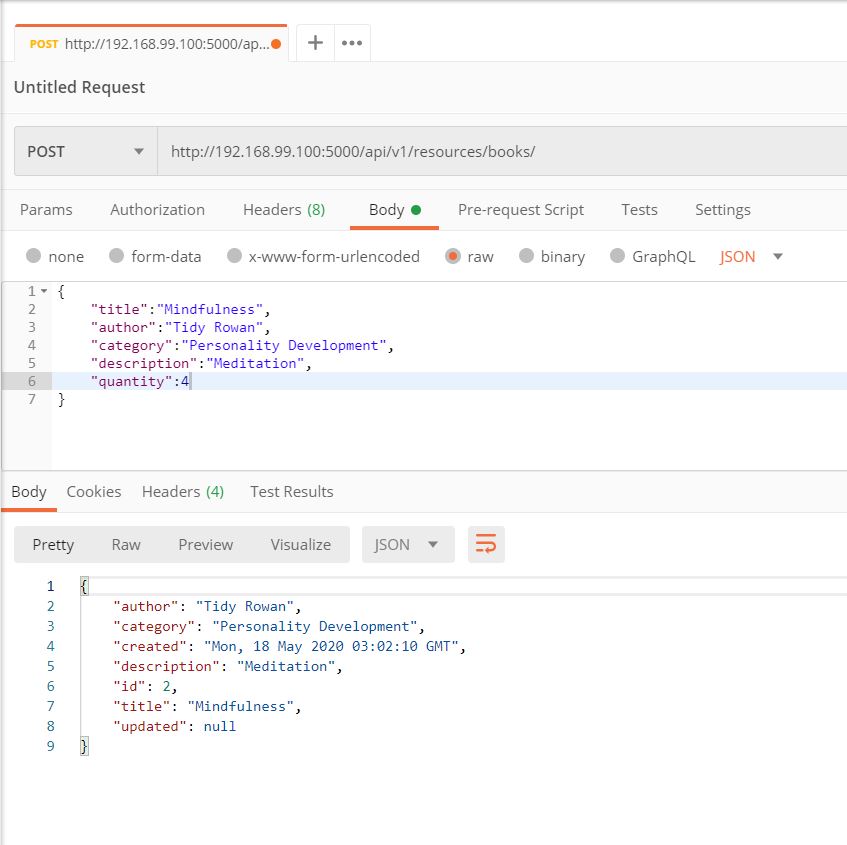 POST http://192.168.99.100:5000/ap...
Untitled Request
POST http://192.168.99.100:5000/api/v1/resources/books/
Params Authorization Headers (8) Body Pre-request Script Tests Settings
none form-data x-www-form-urlencoded raw binary GraphQL JSON
1 {
2 "title":"Mindfulness",
3 "author":"Tidy Rowan",
4 "category":"Personality Development",
5 "description":"Meditation",
6 "quantity":4
7 }
Body Cookies Headers (4) Test Results
Pretty Raw Preview Visualize JSON
1 {
2 "author": "Tidy Rowan",
3 "category": "Personality Development",
4 "created": "Mon, 18 May 2020 03:02:10 GMT",
5 "description": "Meditation",
6 "id": 2,
7 "title": "Mindfulness",
8 "updated": null
9 }